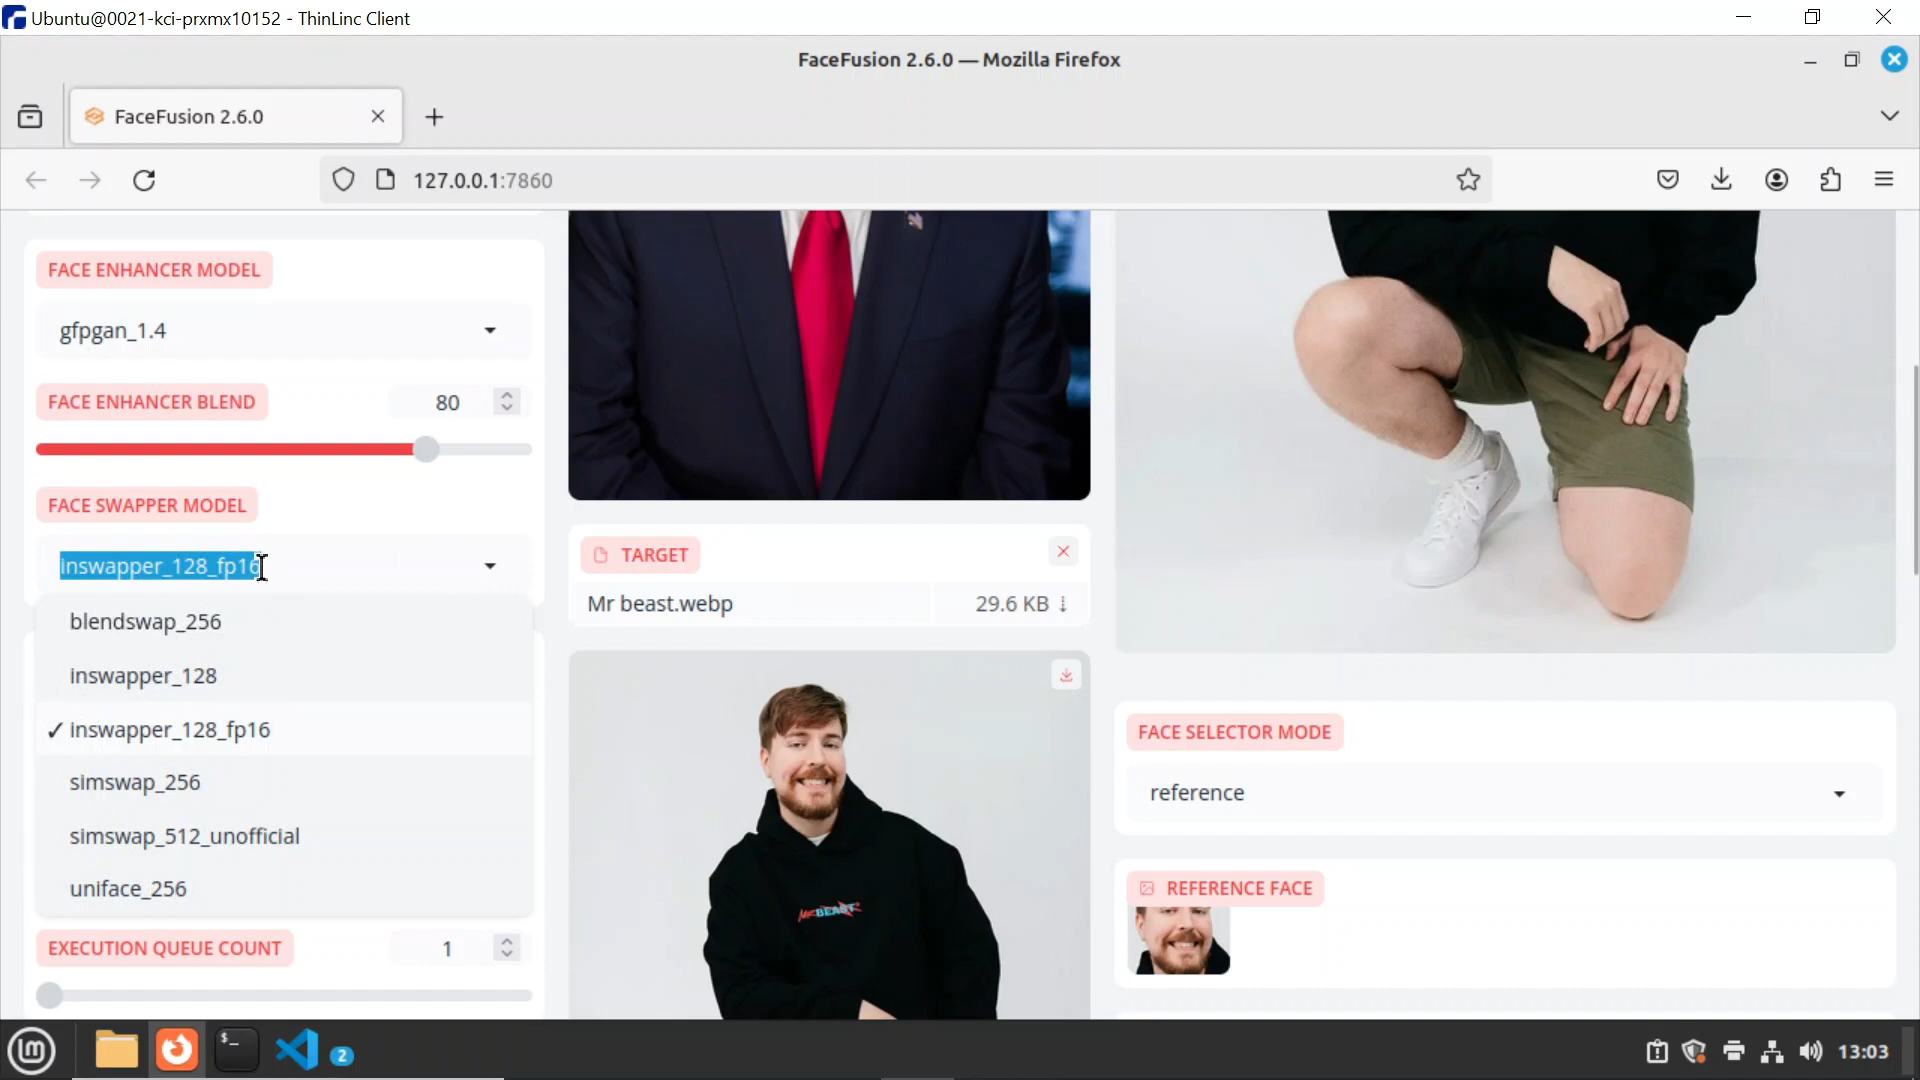 Ubuntu@0021-kci-prxmx10152 - ThinLinc Client
FaceFusion 2.6.0 — Mozilla Firefox
FaceFusion 2.6.0
127.0.0.1:7860
FACE ENHANCER MODEL
gfpgan_1.4
FACE ENHANCER BLEND
80
FACE SWAPPER MODEL
inswapper_128_fp16
blendswap_256
inswapper_128
✓ inswapper_128_fp16
simswap_256
simswap_512_unofficial
uniface_256
EXECUTION QUEUE COUNT
1
TARGET
Mr beast.webp
29.6 KB ⇣
MRBEAST
FACE SELECTOR MODE
reference
REFERENCE FACE
2
13:03